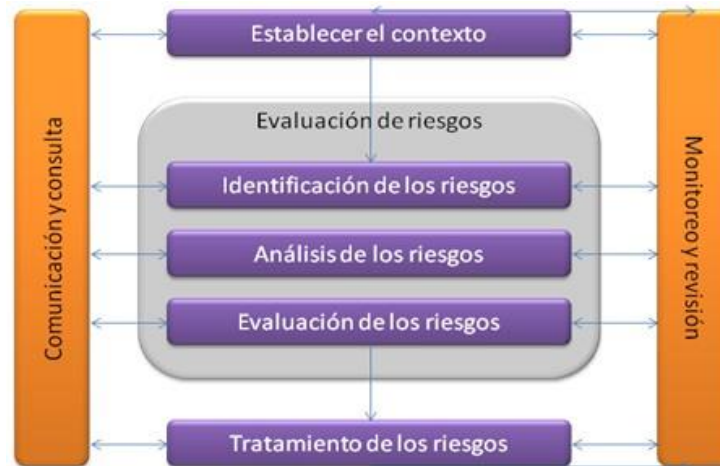 Establecer el contexto
Comunicación y consulta
Evaluación de riesgos
Identificación de los riesgos
Análisis de los riesgos
Evaluación de los riesgos
Monitoreo y revisión
Tratamiento de los riesgos